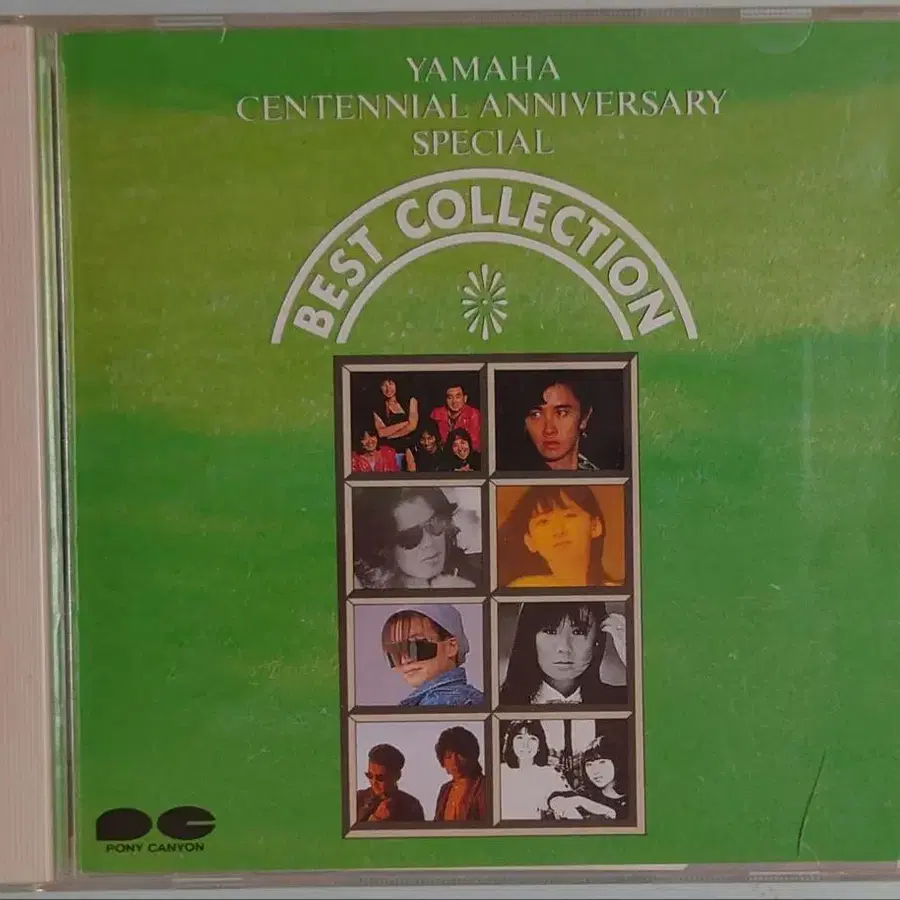 YAMAHA
CENTENNIAL ANNIVERSARY
SPECIAL
BEST COLLECTION
PONY CANYON